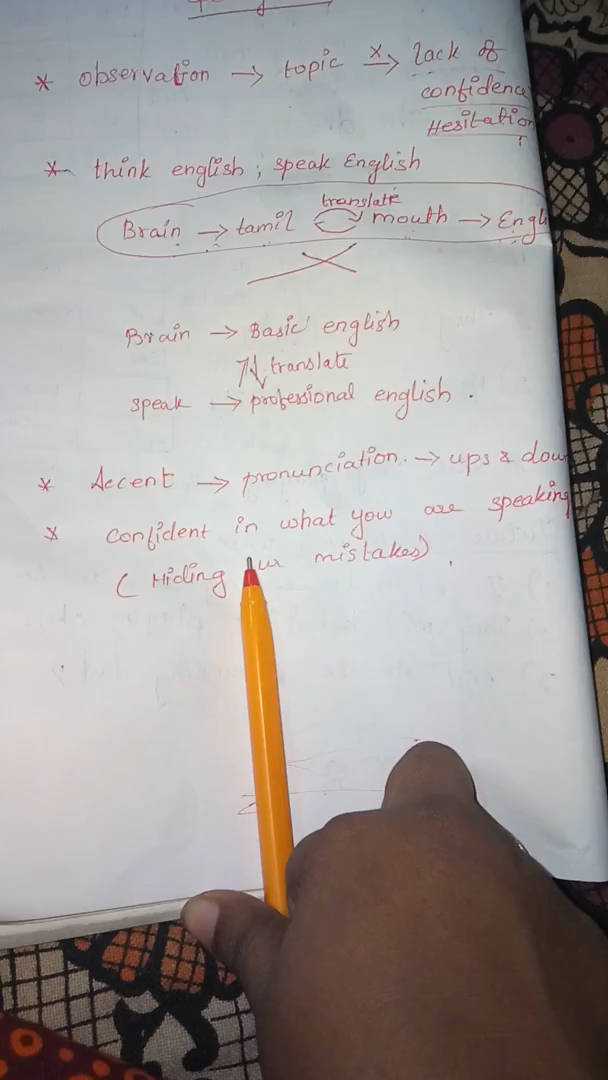 * observation → topic x→ lack of
confidence
Hesitation
* think english ; speak English
translate
Brain → tamil mouth → Engl
Brain → Basic english
translate
speak → professional english .
* Accent → pronunciation. → ups & dow
* confident in what you are speaking
( Hiding mistakes) .